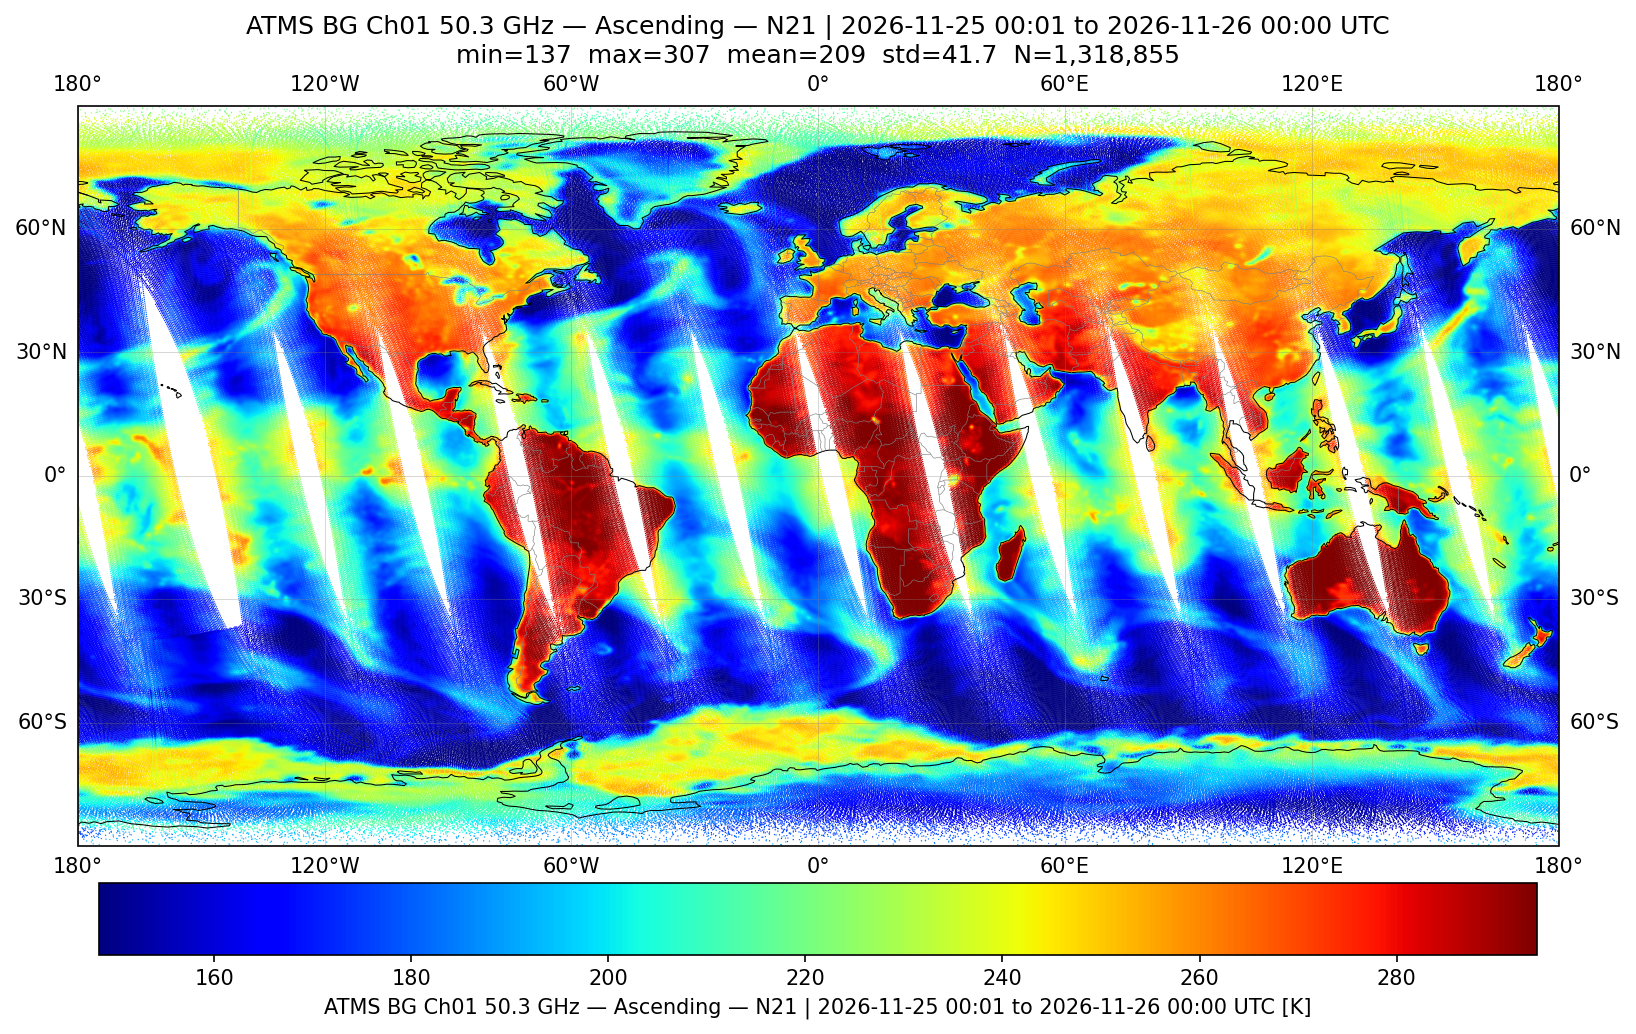 ATMS BG Ch01 50.3 GHz — Ascending — N21 | 2026-11-25 00:01 to 2026-11-26 00:00 UTC
min=137  max=307  mean=209  std=41.7  N=1,318,855
180° 120°W 60°W 0° 60°E 120°E 180°
60°N 60°N
30°N 30°N
0° 0°
30°S 30°S
60°S 60°S
180° 120°W 60°W 0° 60°E 120°E 180°
160 180 200 220 240 260 280
ATMS BG Ch01 50.3 GHz — Ascending — N21 | 2026-11-25 00:01 to 2026-11-26 00:00 UTC [K]